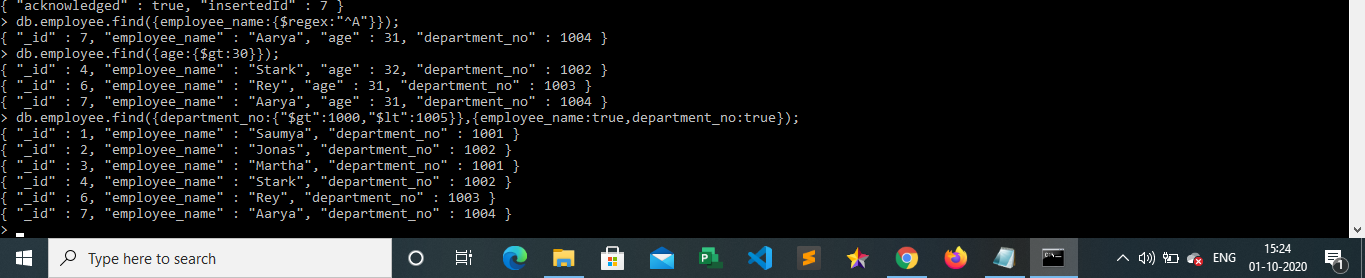 { "acknowledged" : true, "insertedId" : 7 }
> db.employee.find({employee_name:{$regex:"^A"}});
{ "_id" : 7, "employee_name" : "Aarya", "age" : 31, "department_no" : 1004 }
> db.employee.find({age:{$gt:30}});
{ "_id" : 4, "employee_name" : "Stark", "age" : 32, "department_no" : 1002 }
{ "_id" : 6, "employee_name" : "Rey", "age" : 31, "department_no" : 1003 }
{ "_id" : 7, "employee_name" : "Aarya", "age" : 31, "department_no" : 1004 }
> db.employee.find({department_no:{"$gt":1000,"$lt":1005}},{employee_name:true,department_no:true});
{ "_id" : 1, "employee_name" : "Saumya", "department_no" : 1001 }
{ "_id" : 2, "employee_name" : "Jonas", "department_no" : 1002 }
{ "_id" : 3, "employee_name" : "Martha", "department_no" : 1001 }
{ "_id" : 4, "employee_name" : "Stark", "department_no" : 1002 }
{ "_id" : 6, "employee_name" : "Rey", "department_no" : 1003 }
{ "_id" : 7, "employee_name" : "Aarya", "department_no" : 1004 }
>
Type here to search
ENG
15:24
01-10-2020
1